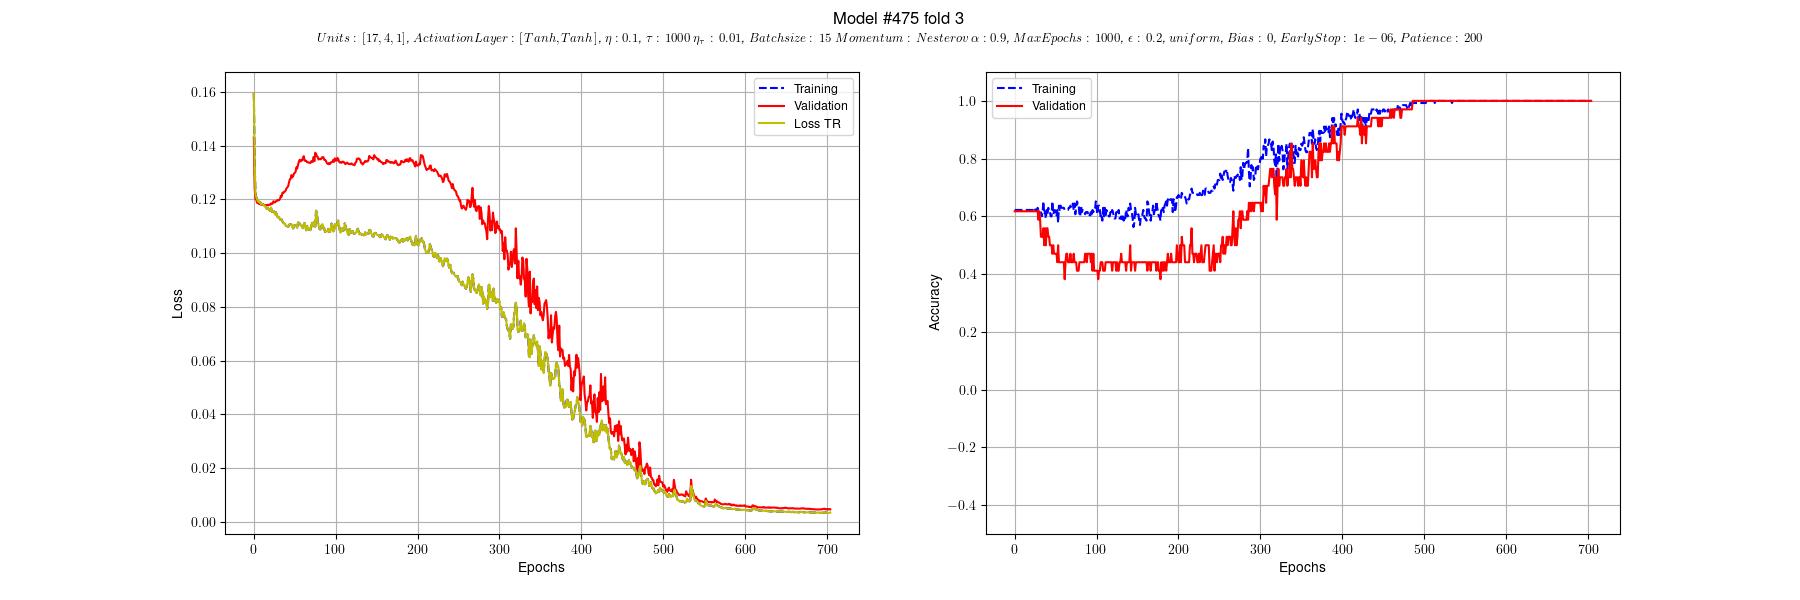 Model #475 fold 3
Units : [17, 4, 1], ActivationLayer : [Tanh, Tanh], η : 0.1, τ : 1000 ητ : 0.01, Batchsize : 15 Momentum : Nesterov α : 0.9, MaxEpochs : 1000, ϵ : 0.2, uniform, Bias : 0, EarlyStop : 1e − 06, Patience : 200
0.16
0.14
0.12
0.10
0.08
0.06
0.04
0.02
0.00
Loss
Training
Validation
Loss TR
0 100 200 300 400 500 600 700
Epochs
1.0
0.8
0.6
0.4
0.2
0.0
−0.2
−0.4
Accuracy
Training
Validation
0 100 200 300 400 500 600 700
Epochs